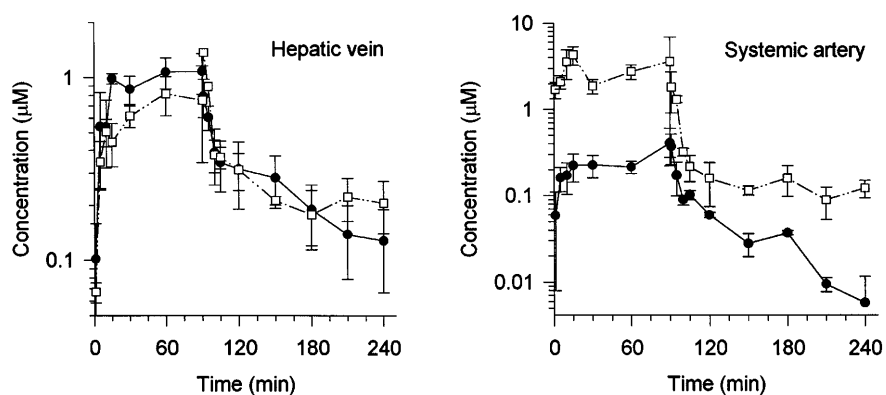 Hepatic vein
Concentration (µM)
1
0.1
0 60 120 180 240
Time (min)
Systemic artery
Concentration (µM)
10
1
0.1
0.01
0 60 120 180 240
Time (min)